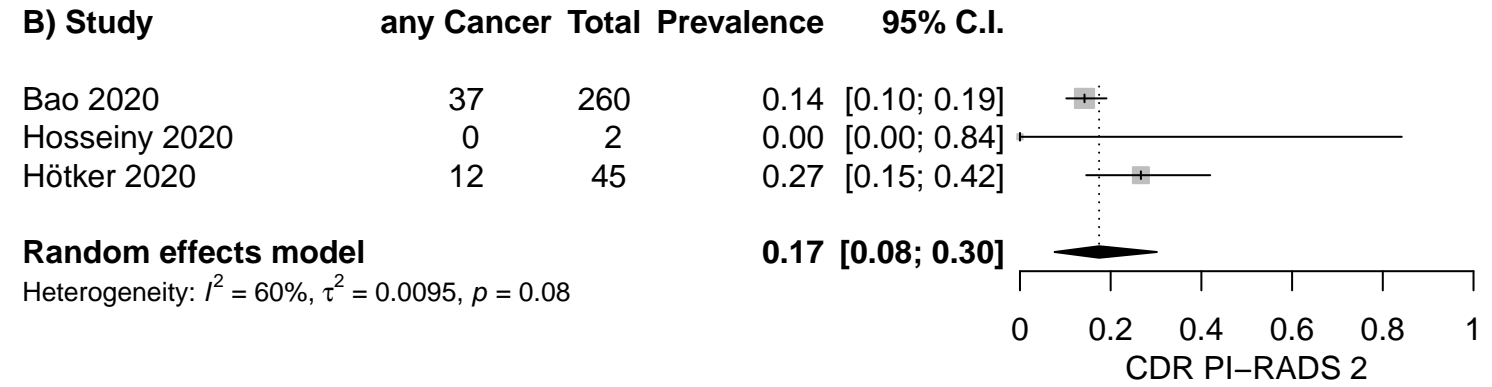 B) Study any Cancer Total Prevalence 95% C.I.
Bao 2020 37 260 0.14 [0.10; 0.19]
Hosseiny 2020 0 2 0.00 [0.00; 0.84]
Hötker 2020 12 45 0.27 [0.15; 0.42]
Random effects model 0.17 [0.08; 0.30]
Heterogeneity: I² = 60%, τ² = 0.0095, p = 0.08
0 0.2 0.4 0.6 0.8 1
CDR PI−RADS 2